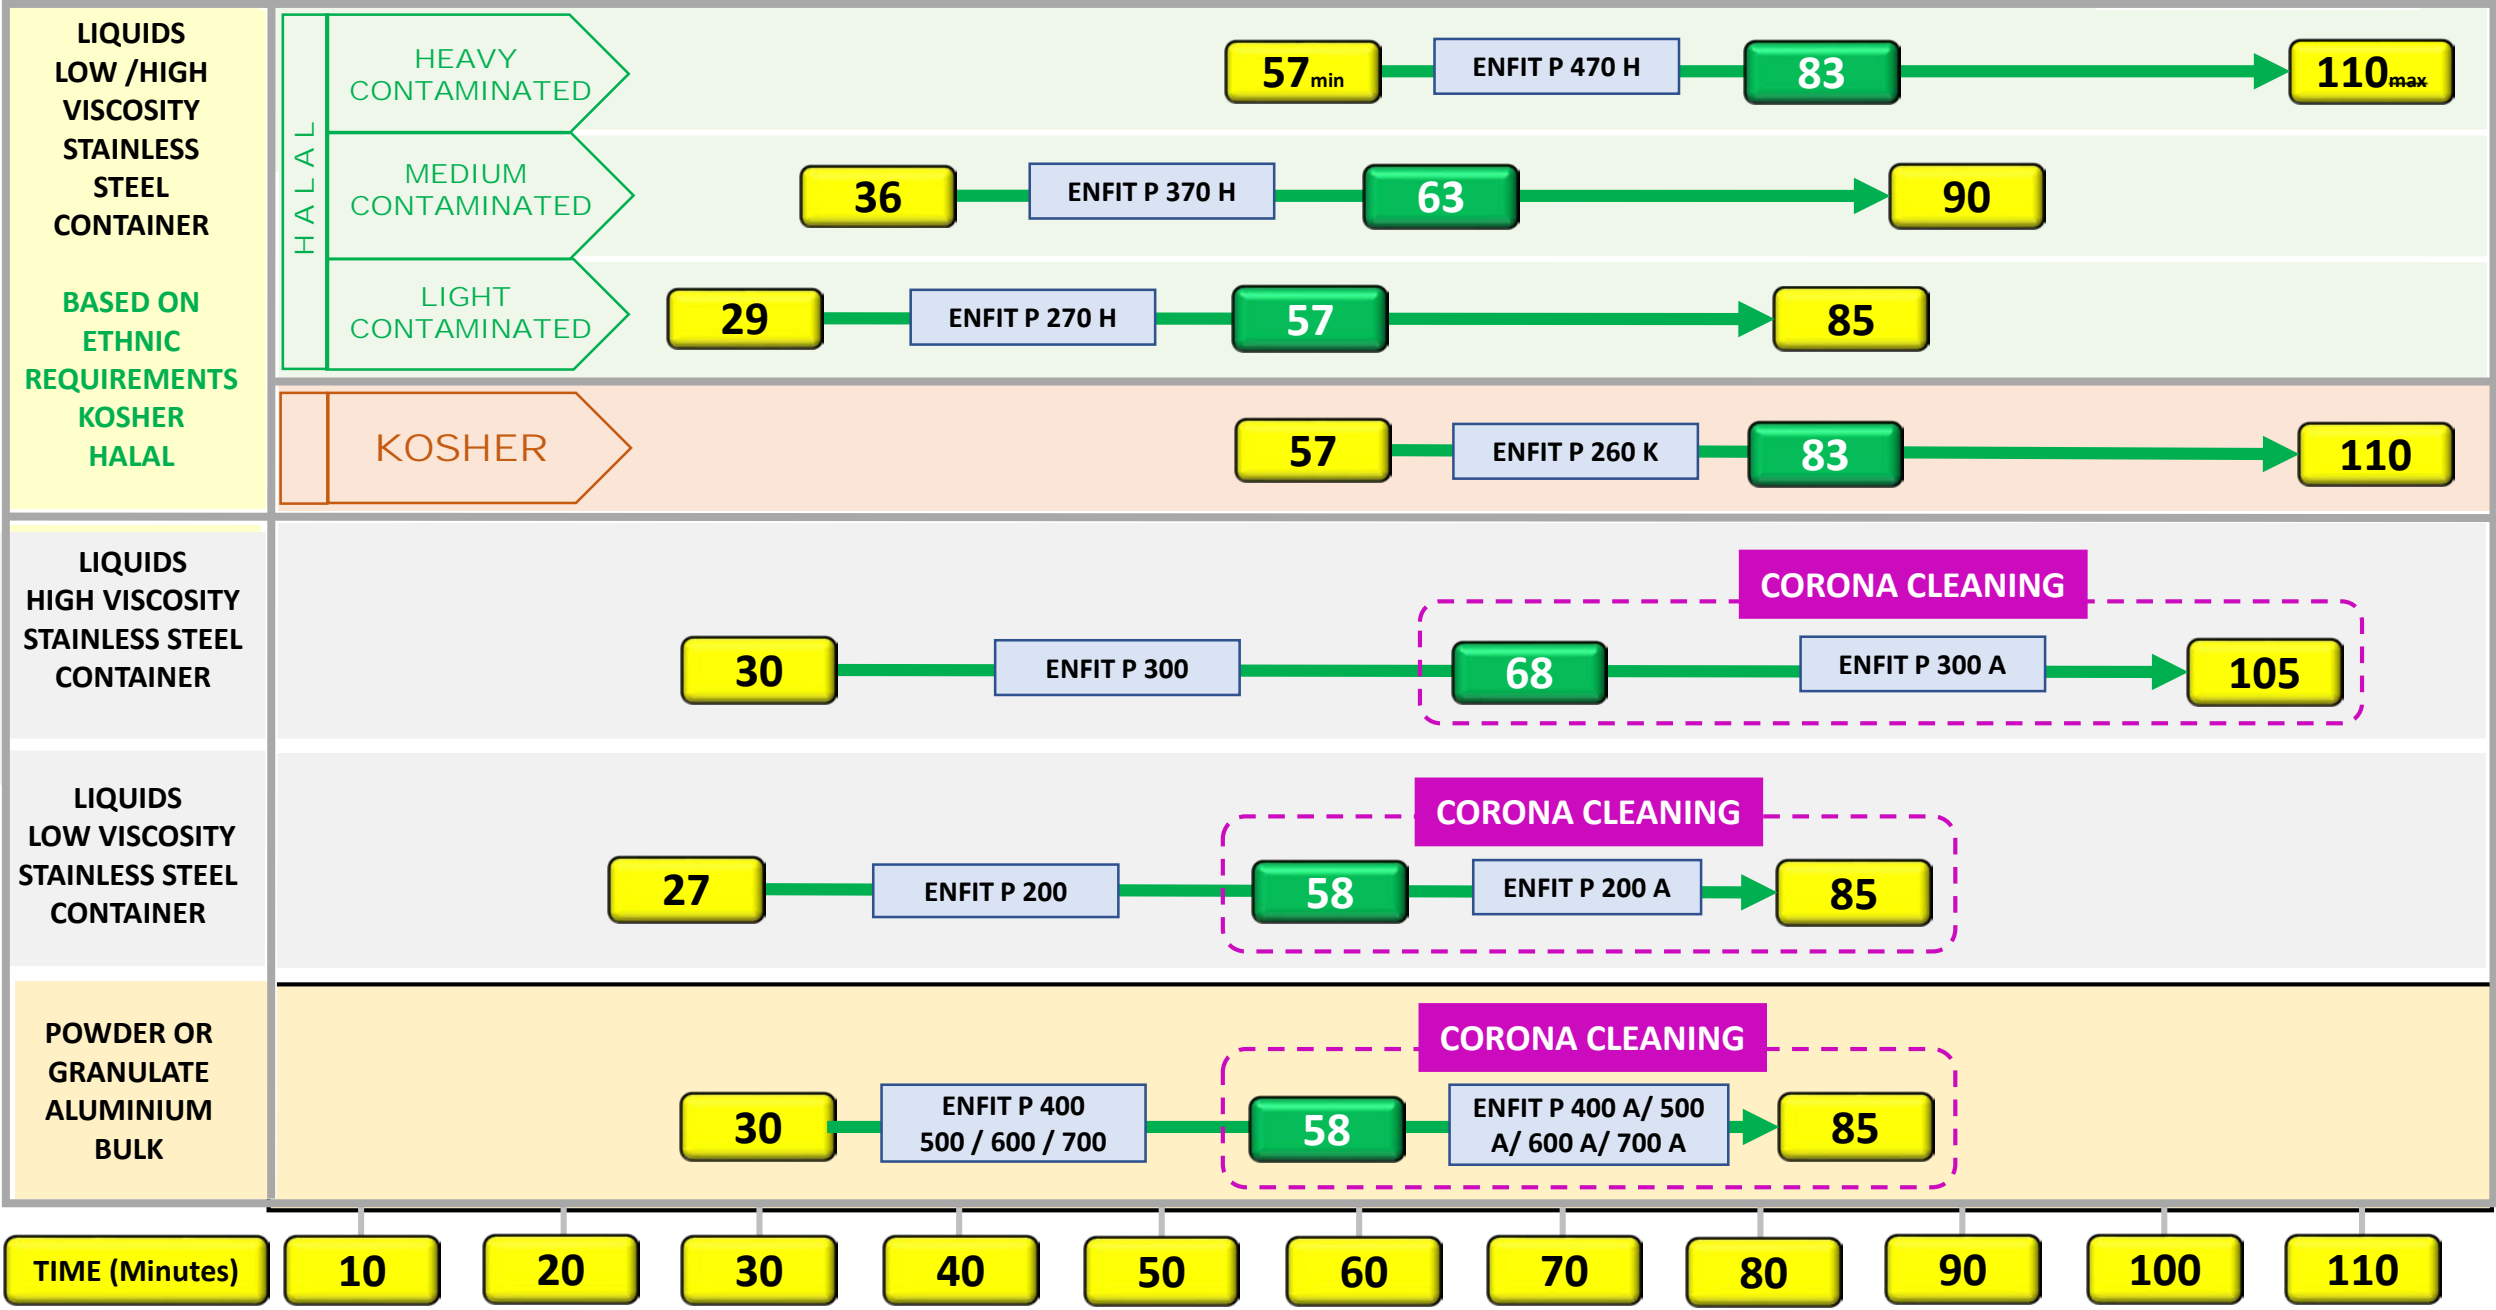 LIQUIDS
LOW /HIGH
VISCOSITY
STAINLESS
STEEL
CONTAINER
BASED ON
ETHNIC
REQUIREMENTS
KOSHER
HALAL
HALAL
HEAVY
CONTAMINATED
57min
ENFIT P 470 H
83
110max
MEDIUM
CONTAMINATED
36
ENFIT P 370 H
63
90
LIGHT
CONTAMINATED
29
ENFIT P 270 H
57
85
KOSHER
57
ENFIT P 260 K
83
110
LIQUIDS
HIGH VISCOSITY
STAINLESS STEEL
CONTAINER
CORONA CLEANING
30
ENFIT P 300
68
ENFIT P 300 A
105
LIQUIDS
LOW VISCOSITY
STAINLESS STEEL
CONTAINER
CORONA CLEANING
27
ENFIT P 200
58
ENFIT P 200 A
85
POWDER OR
GRANULATE
ALUMINIUM
BULK
CORONA CLEANING
30
ENFIT P 400
500 / 600 / 700
58
ENFIT P 400 A/ 500
A/ 600 A/ 700 A
85
TIME (Minutes)
10
20
30
40
50
60
70
80
90
100
110